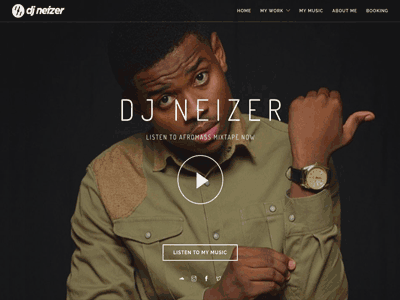 dj neizer
HOME MY WORK MY MUSIC ABOUT ME BOOKING
DJ NEIZER
LISTEN TO AFROMASS MIXTAPE NOW
LISTEN TO MY MUSIC